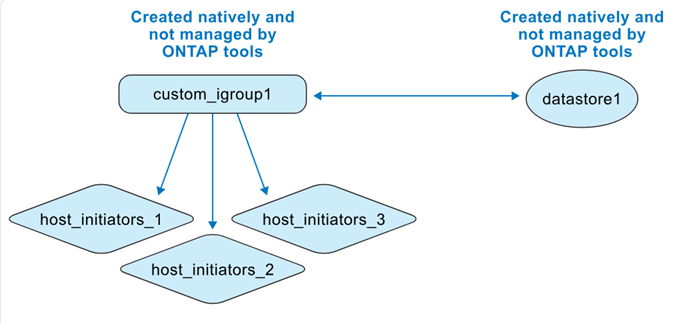 Created natively and
not managed by
ONTAP tools
Created natively and
not managed by
ONTAP tools
custom_igroup1
datastore1
host_initiators_1
host_initiators_3
host_initiators_2